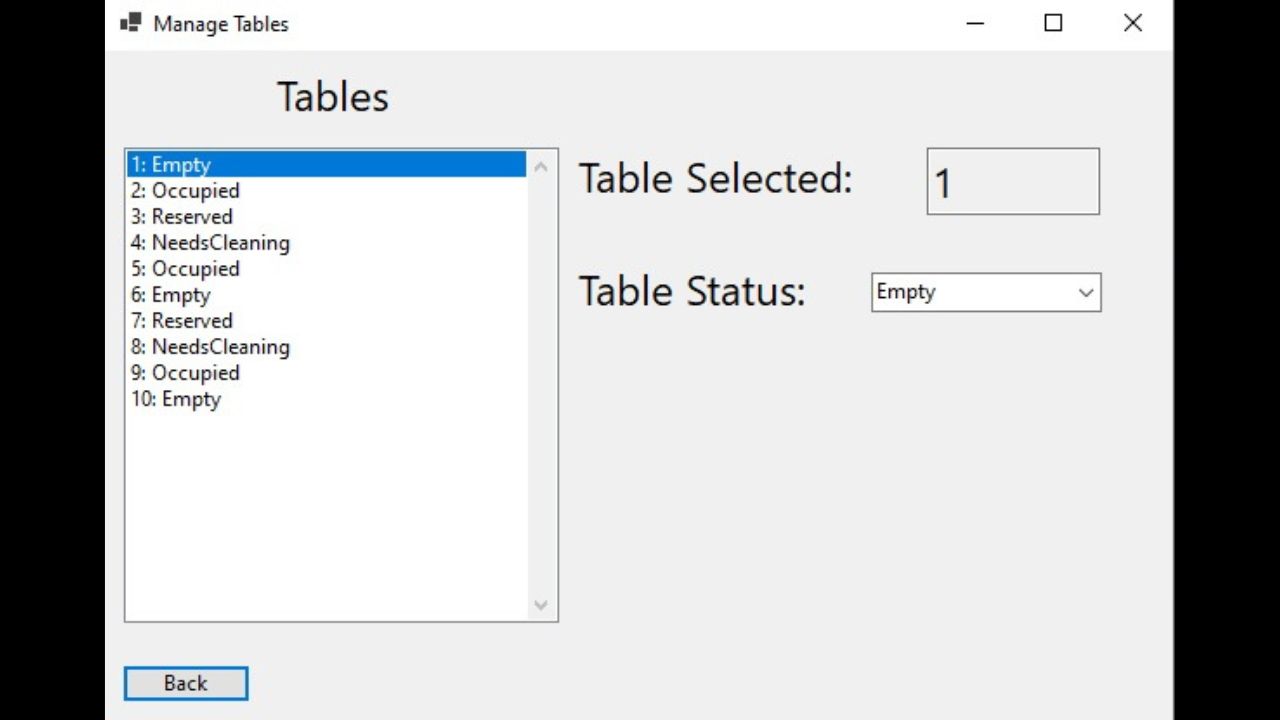 Manage Tables
Tables
1: Empty
2: Occupied
3: Reserved
4: NeedsCleaning
5: Occupied
6: Empty
7: Reserved
8: NeedsCleaning
9: Occupied
10: Empty
Table Selected: 1
Table Status: Empty
Back